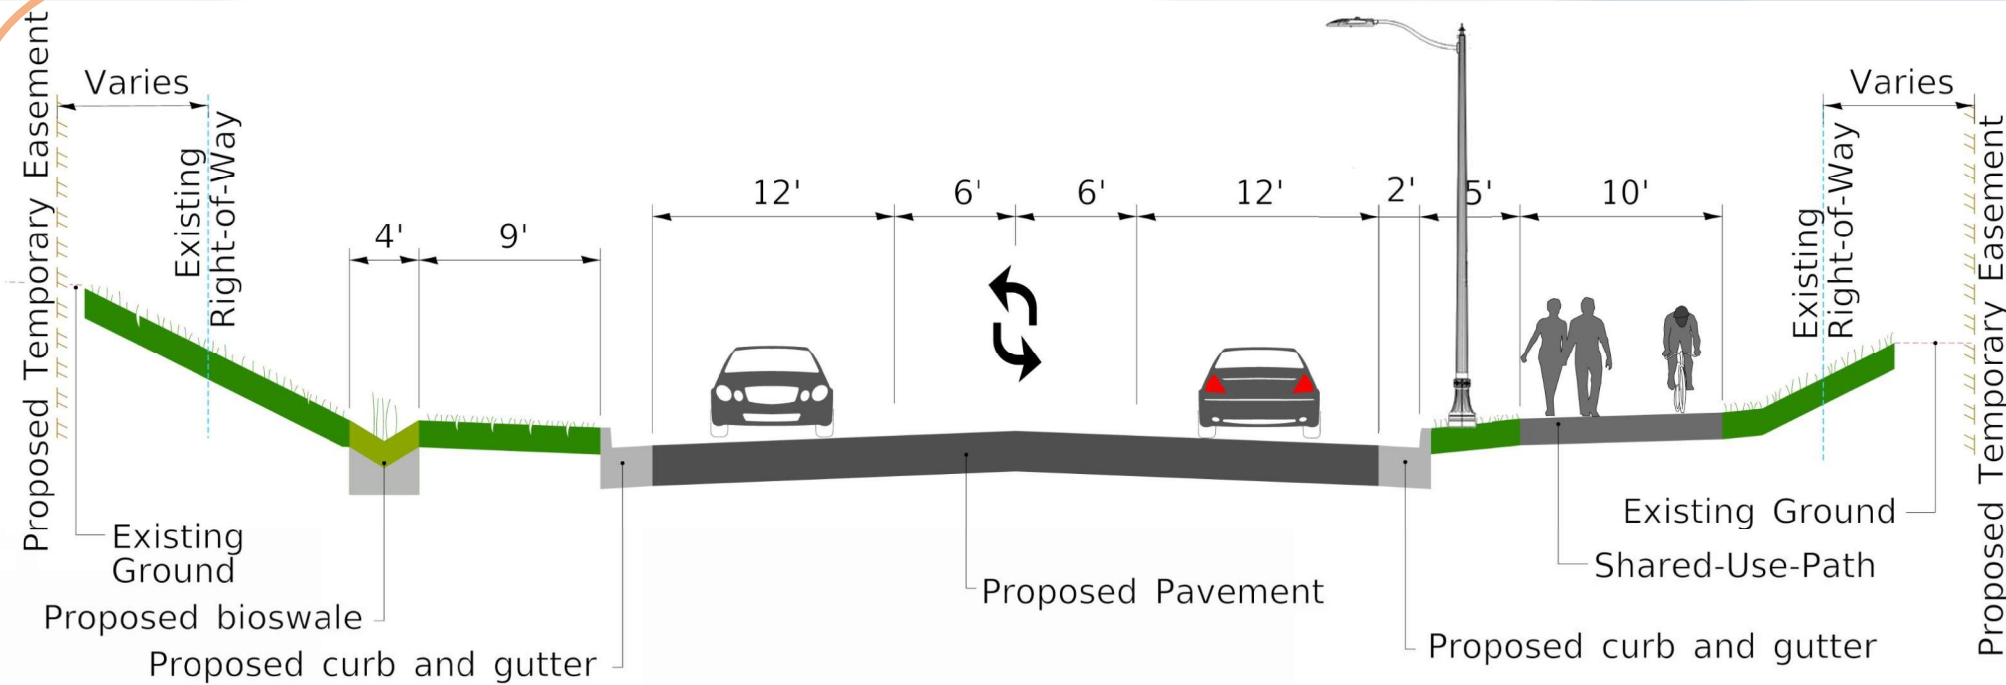 Proposed Temporary Easement
Varies
Existing
Right-of-Way
4'
9'
12'
6'
6'
12'
2'
5'
10'
Varies
Existing
Right-of-Way
Proposed Temporary Easement
Existing
Ground
Proposed bioswale
Proposed curb and gutter
Proposed Pavement
Existing Ground
Shared-Use-Path
Proposed curb and gutter